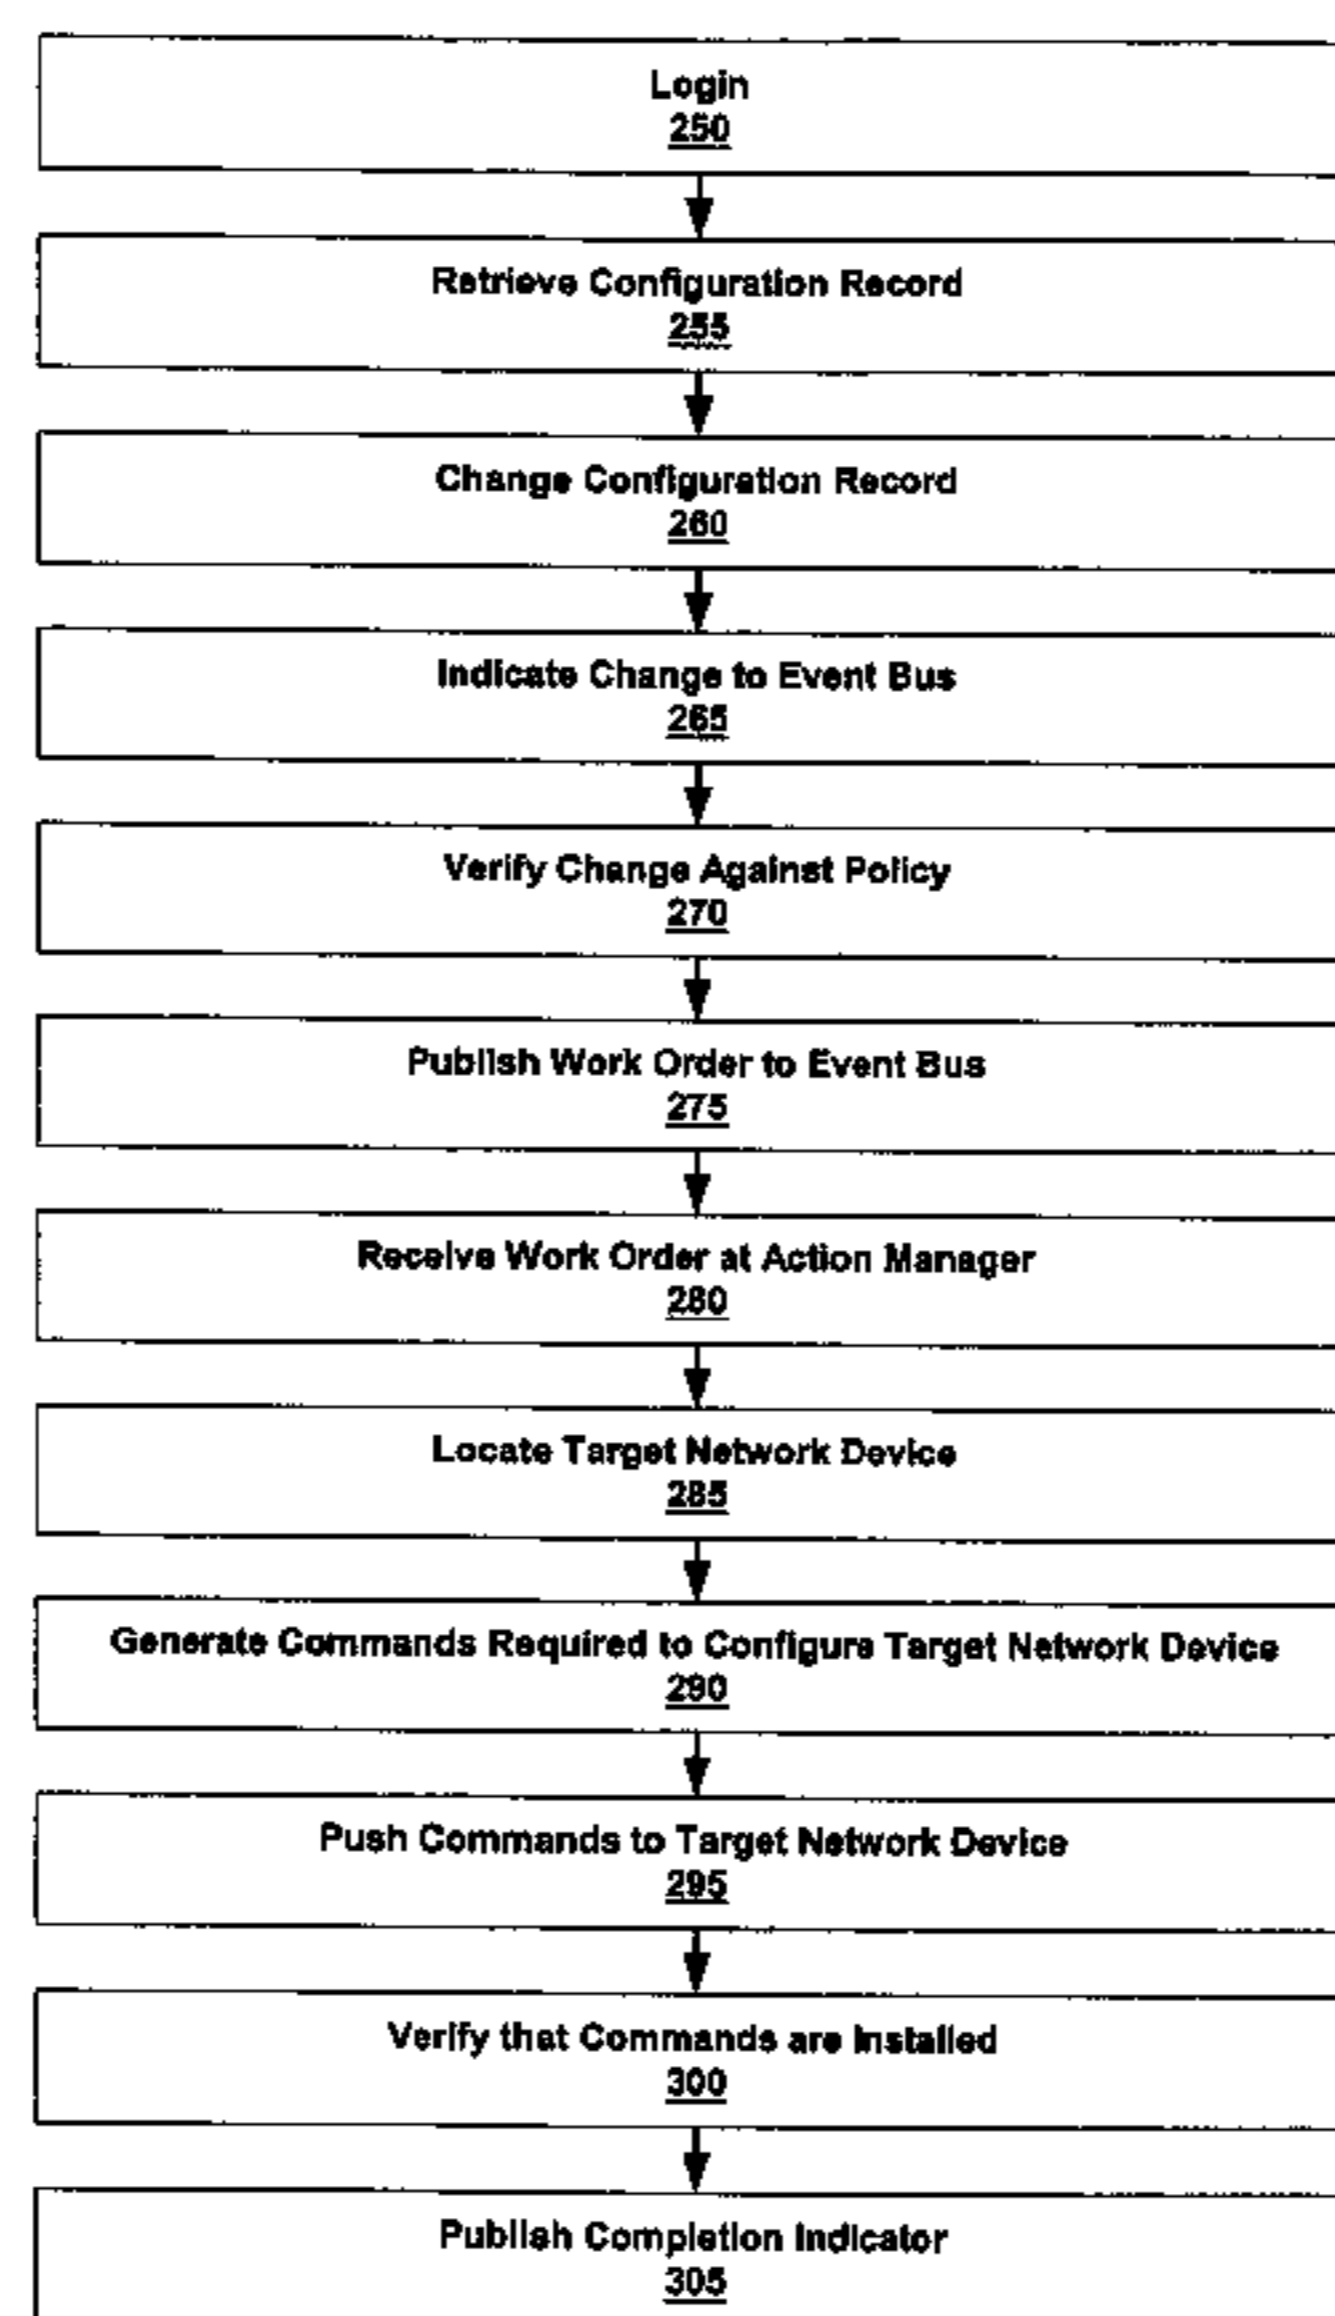 Login
250
Retrieve Configuration Record
255
Change Configuration Record
260
Indicate Change to Event Bus
265
Verify Change Against Policy
270
Publish Work Order to Event Bus
275
Receive Work Order at Action Manager
280
Locate Target Network Device
285
Generate Commands Required to Configure Target Network Device
290
Push Commands to Target Network Device
295
Verify that Commands are Installed
300
Publish Completion Indicator
305